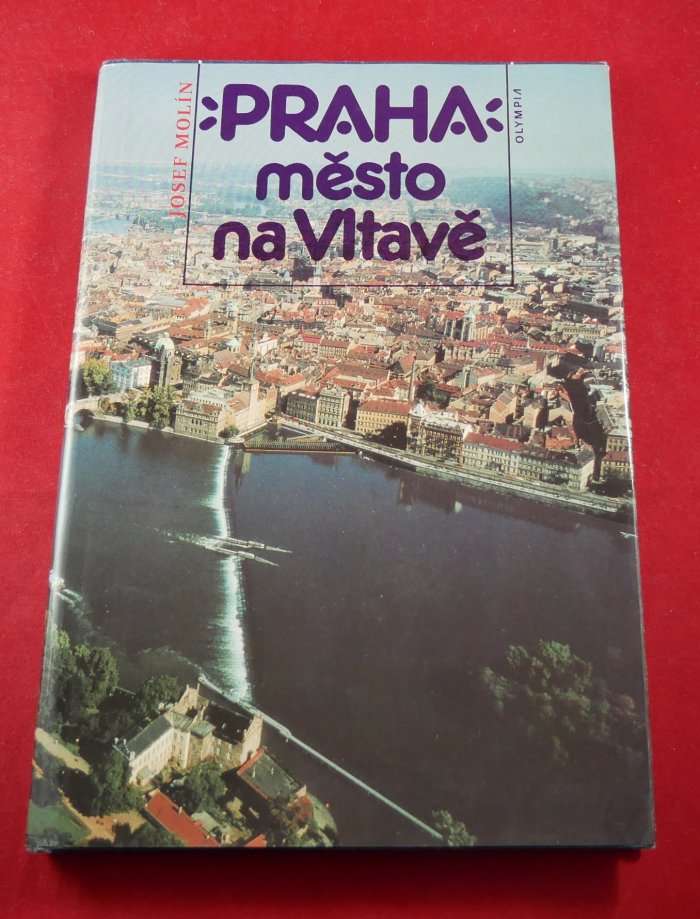 JOSEF MOLÍN
PRAHA
město
na Vltavě
OLYMPIA